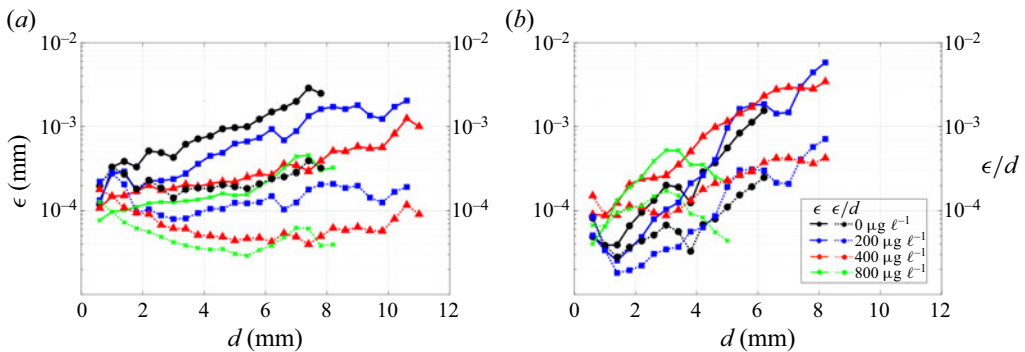 (a)
(b)
10⁻² 10⁻² 10⁻² 10⁻²
10⁻³ 10⁻³ 10⁻³ 10⁻³
10⁻⁴ 10⁻⁴ 10⁻⁴ 10⁻⁴
ϵ (mm)
ϵ/d
ϵ ϵ/d
0 μg ℓ⁻¹
200 μg ℓ⁻¹
400 μg ℓ⁻¹
800 μg ℓ⁻¹
0 2 4 6 8 10 12
0 2 4 6 8 10 12
d (mm)
d (mm)